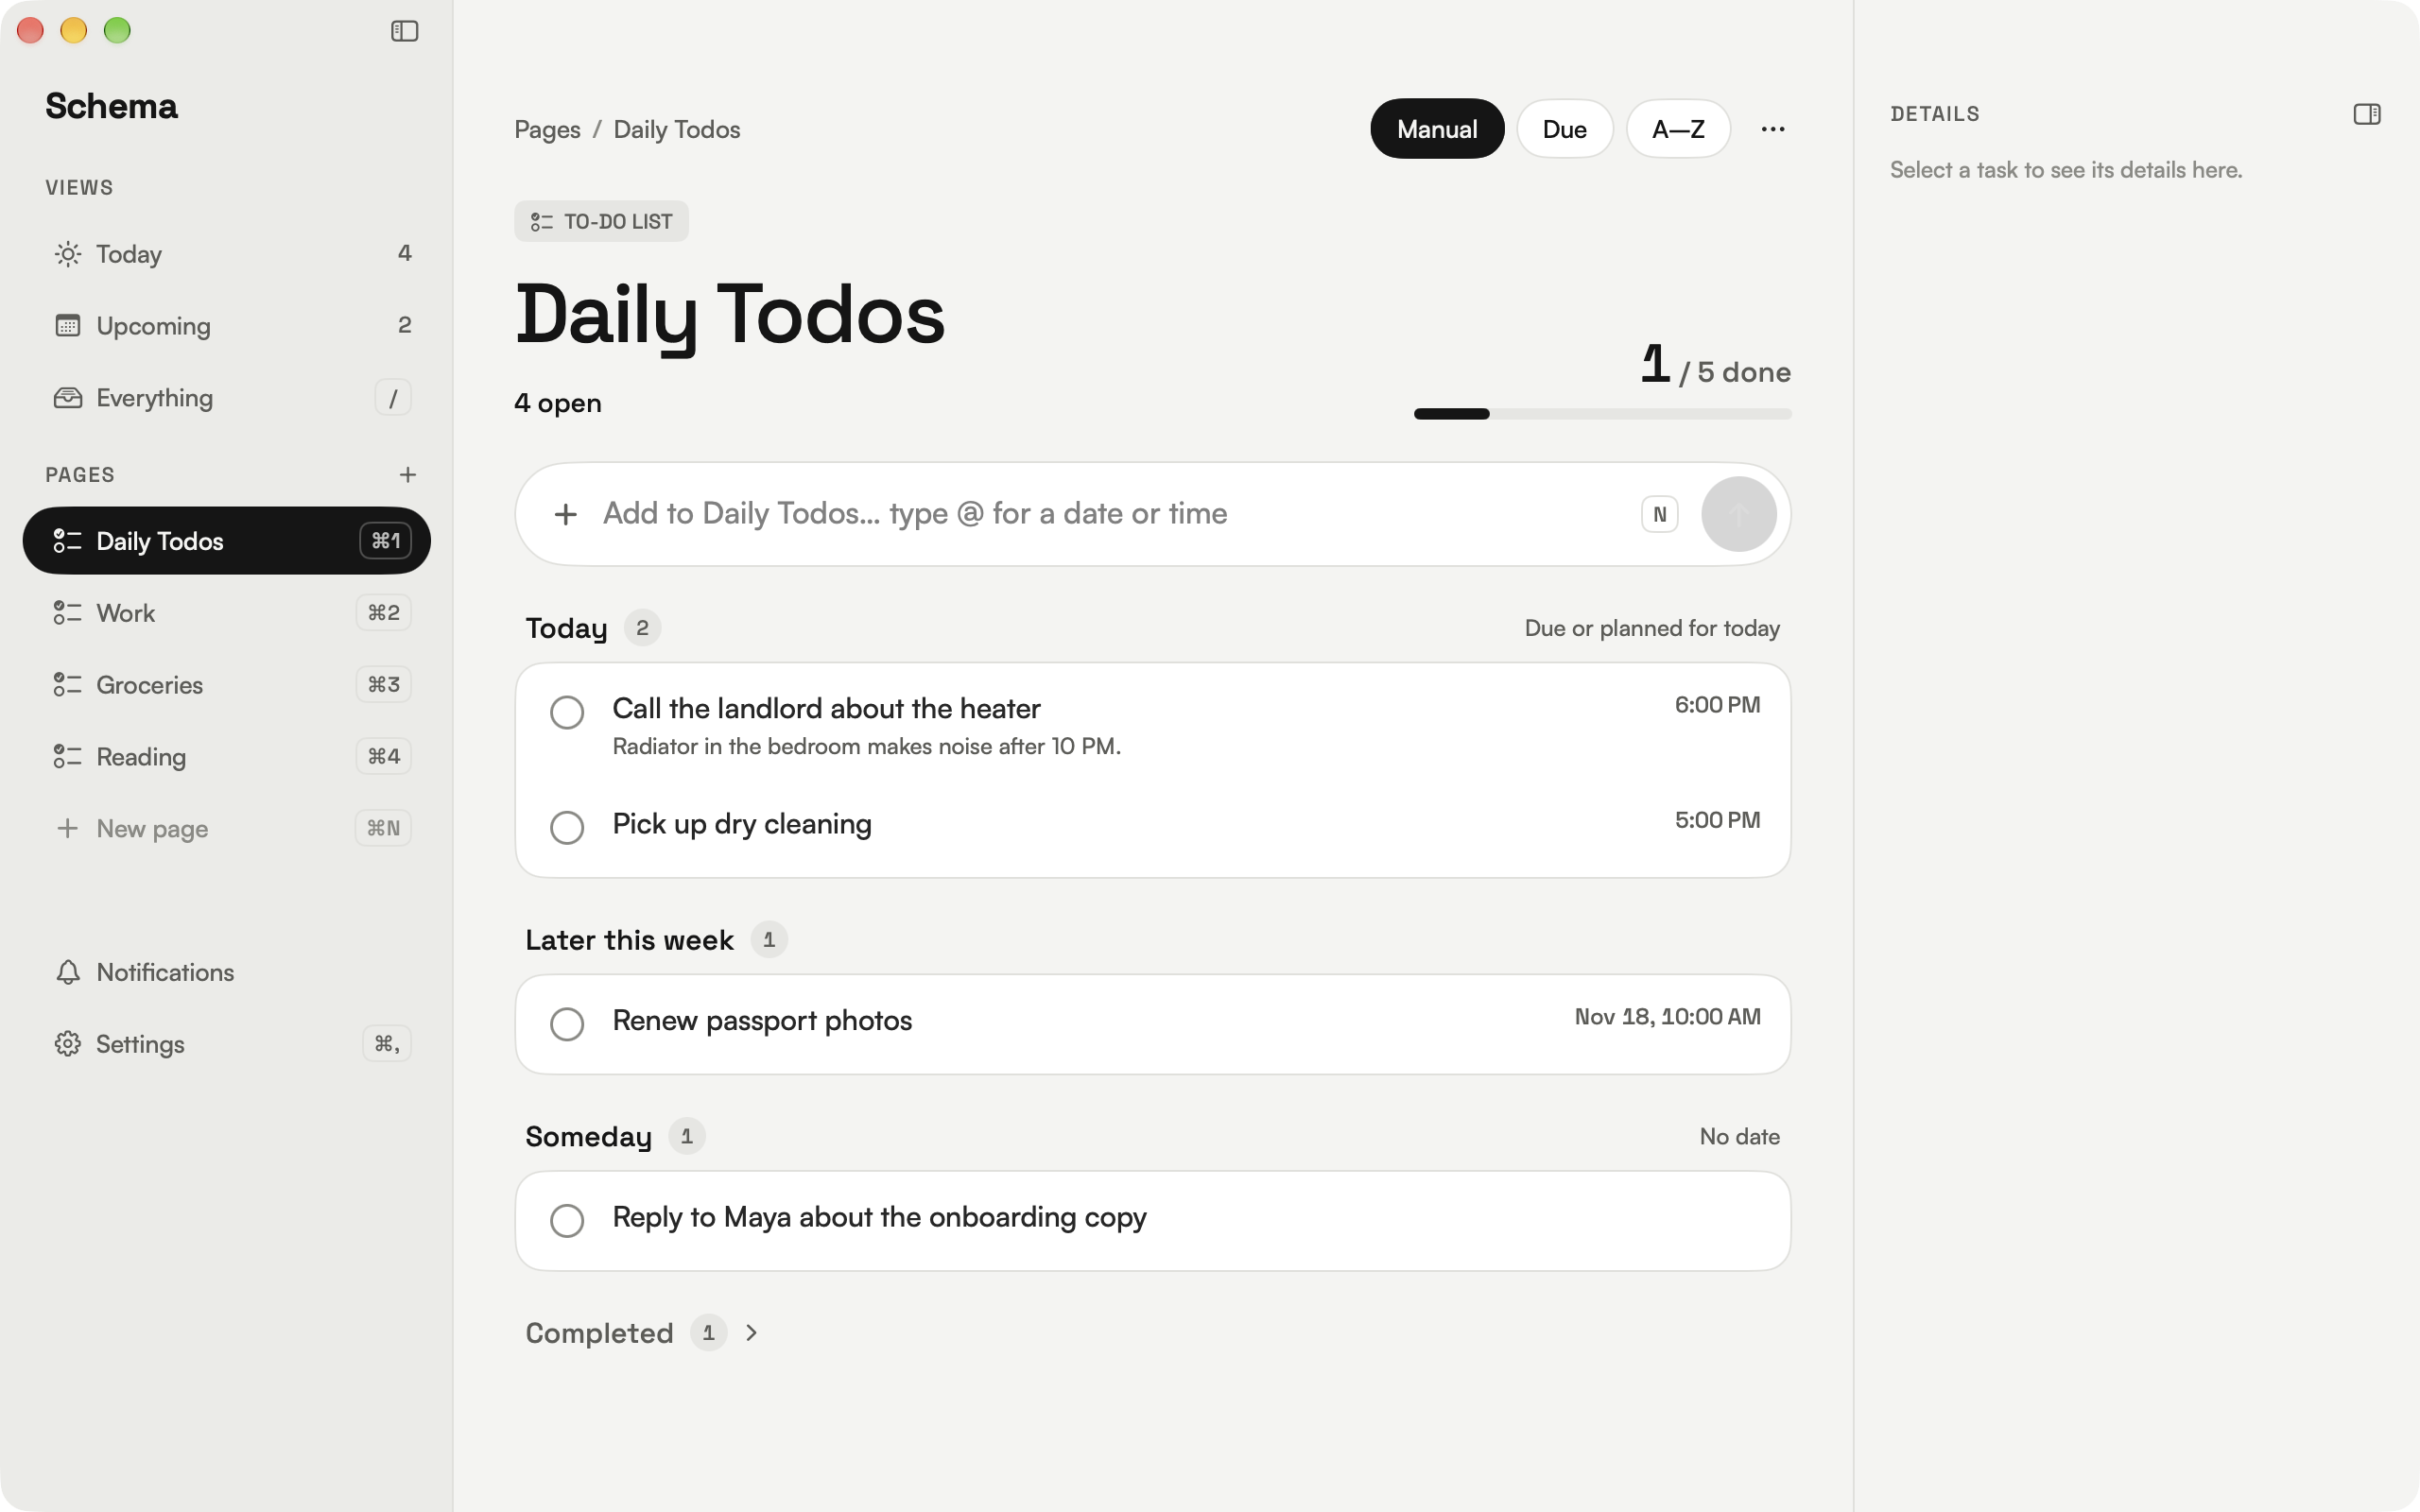 Schema
VIEWS
Today 4
Upcoming 2
Everything /
PAGES
Daily Todos ⌘1
Work ⌘2
Groceries ⌘3
Reading ⌘4
New page ⌘N
Notifications
Settings ⌘,
Pages / Daily Todos
Manual Due A—Z
TO-DO LIST
Daily Todos
4 open
1 / 5 done
Add to Daily Todos... type @ for a date or time N
Today 2 Due or planned for today
Call the landlord about the heater 6:00 PM
Radiator in the bedroom makes noise after 10 PM.
Pick up dry cleaning 5:00 PM
Later this week 1
Renew passport photos Nov 18, 10:00 AM
Someday 1 No date
Reply to Maya about the onboarding copy
Completed 1
DETAILS
Select a task to see its details here.